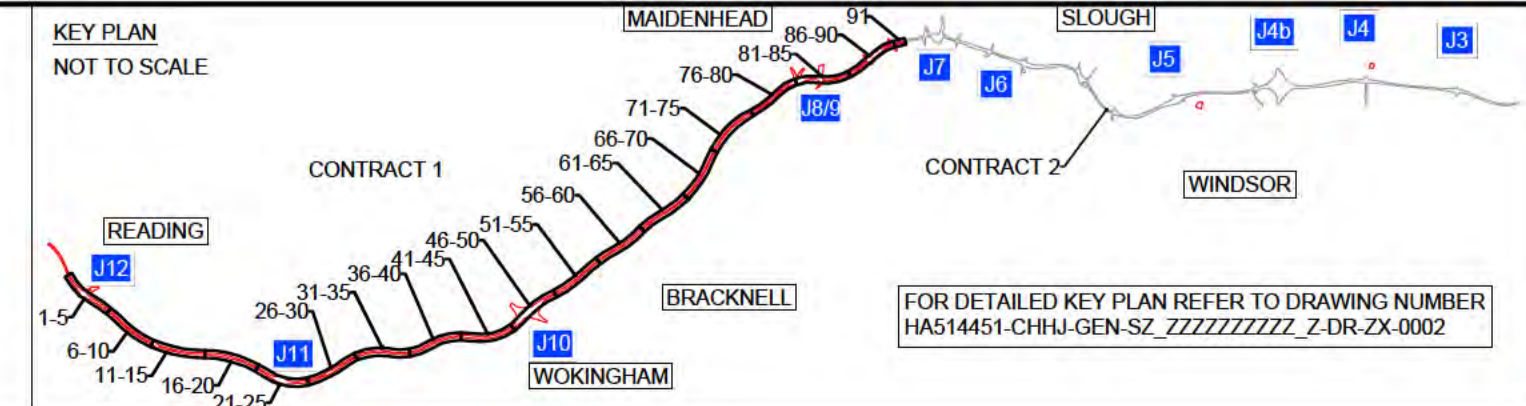 KEY PLAN
NOT TO SCALE
MAIDENHEAD
91
SLOUGH
86-90
81-85
76-80
71-75
66-70
61-65
56-60
51-55
46-50
41-45
36-40
31-35
26-30
J7
J6
J5
J4b
J4
J3
J8/9
CONTRACT 1
CONTRACT 2
WINDSOR
READING
J12
1-5
6-10
11-15
16-20
21-25
J11
J10
WOKINGHAM
BRACKNELL
FOR DETAILED KEY PLAN REFER TO DRAWING NUMBER
HA514451-CHHJ-GEN-SZ_ZZZZZZZZZZ_Z-DR-ZX-0002